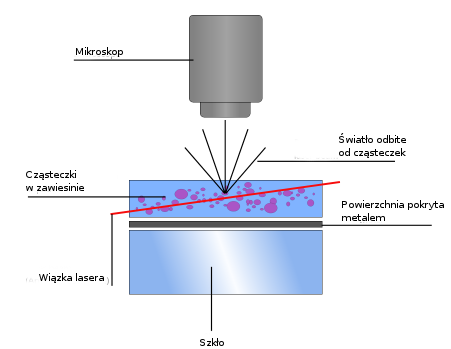 Mikroskop
Światło odbite
od cząsteczek
Cząsteczki
w zawiesinie
Powierzchnia pokryta
metalem
Wiązka lasera
Szkło